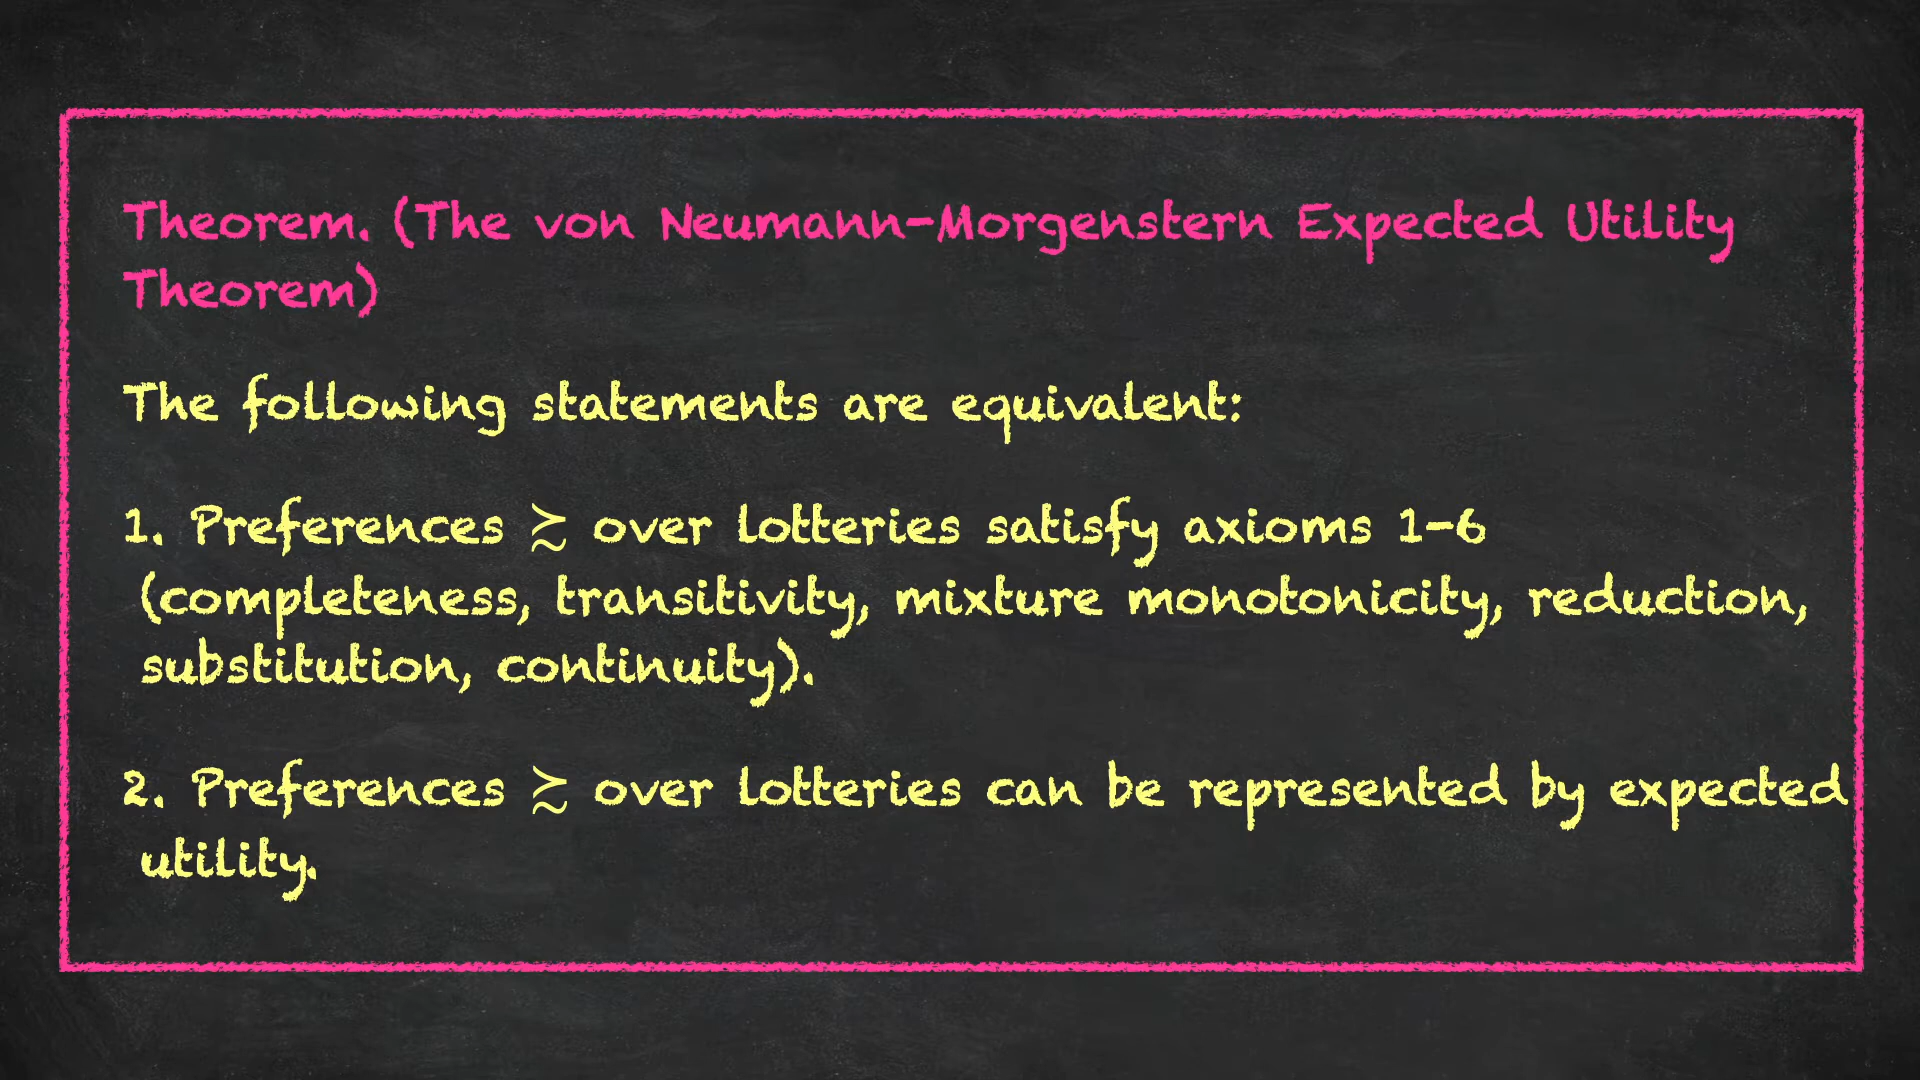 Theorem. (The von Neumann-Morgenstern Expected Utility
Theorem)
The following statements are equivalent:
1. Preferences ≿ over lotteries satisfy axioms 1-6
(completeness, transitivity, mixture monotonicity, reduction,
substitution, continuity).
2. Preferences ≿ over lotteries can be represented by expected
utility.